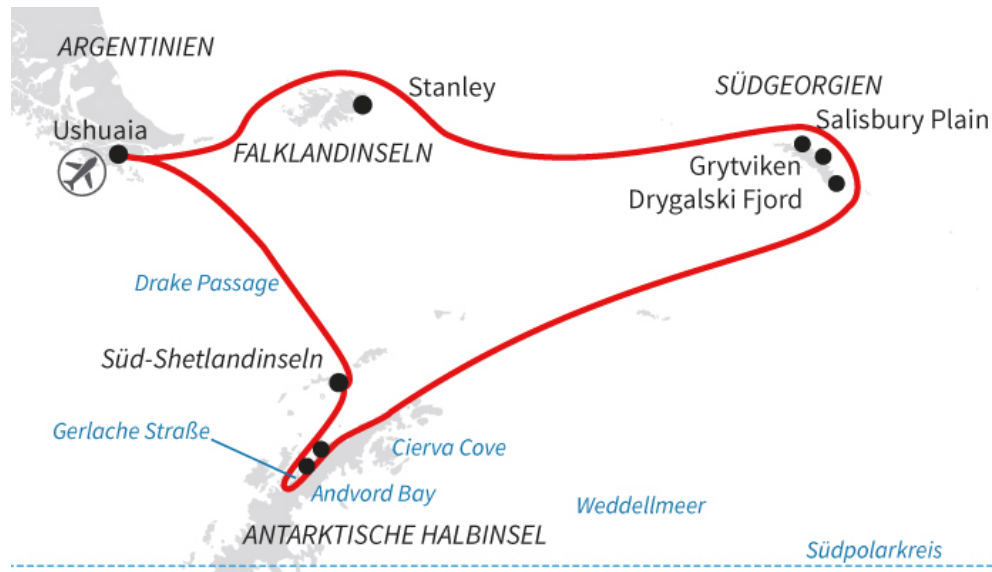 ARGENTINIEN
Stanley
SÜDGEORGIEN
Salisbury Plain
Ushuaia
FALKLANDINSELN
Grytviken
Drygalski Fjord
Drake Passage
Süd-Shetlandinseln
Gerlache Straße
Cierva Cove
Andvord Bay
Weddellmeer
ANTARKTISCHE HALBINSEL
Südpolarkreis